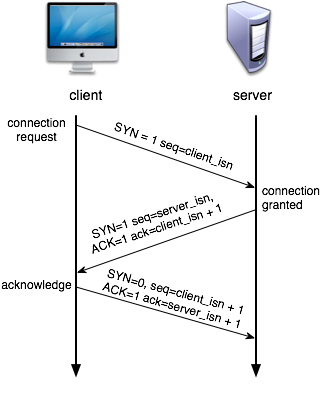 client
server
connection
request
SYN = 1 seq=client_isn
connection
granted
SYN=1 seq=server_isn,
ACK=1 ack=client_isn + 1
acknowledge
SYN=0, seq=client_isn + 1
ACK=1 ack=server_isn + 1